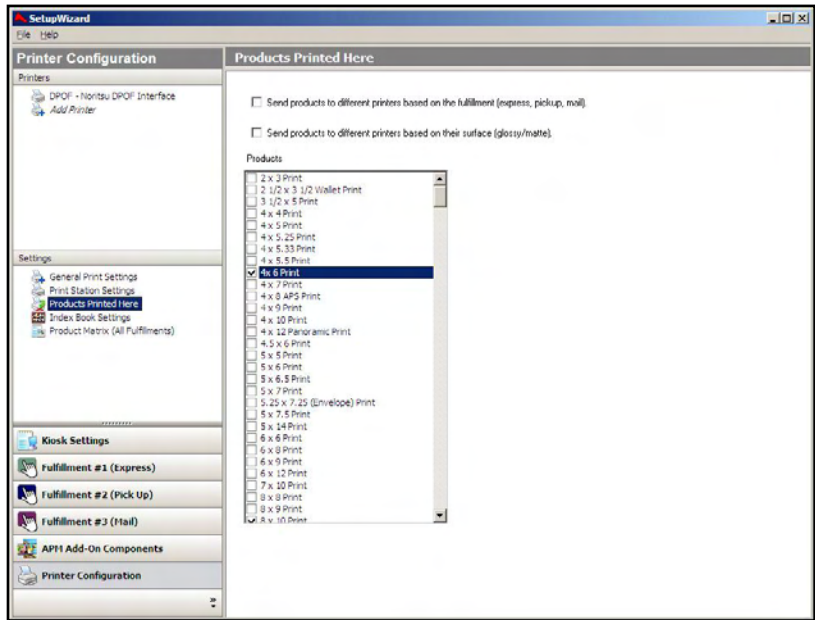 SetupWizard
File Help
Printer Configuration
Printers
DPOF - Noritsu DPOF Interface
Add Printer
Settings
General Print Settings
Print Station Settings
Products Printed Here
Index Book Settings
Product Matrix (All Fulfillments)
Kiosk Settings
Fulfillment #1 (Express)
Fulfillment #2 (Pick Up)
Fulfillment #3 (Mail)
APM Add-On Components
Printer Configuration
Products Printed Here
Send products to different printers based on the fulfillment (express, pickup, mail).
Send products to different printers based on their surface (glossy/matte).
Products
2 x 3 Print
2 1/2 x 3 1/2 Wallet Print
3 1/2 x 5 Print
4 x 4 Print
4 x 5 Print
4 x 5.25 Print
4 x 5.33 Print
4 x 5.5 Print
4x 6 Print
4 x 7 Print
4 x 8 APS Print
4 x 9 Print
4 x 10 Print
4 x 12 Panoramic Print
4.5 x 6 Print
5 x 5 Print
5 x 6 Print
5 x 6.5 Print
5 x 7 Print
5.25 x 7.25 (Envelope) Print
5 x 7.5 Print
5 x 14 Print
6 x 6 Print
6 x 8 Print
6 x 9 Print
6 x 12 Print
7 x 10 Print
8 x 8 Print
8 x 9 Print
8 x 10 Print